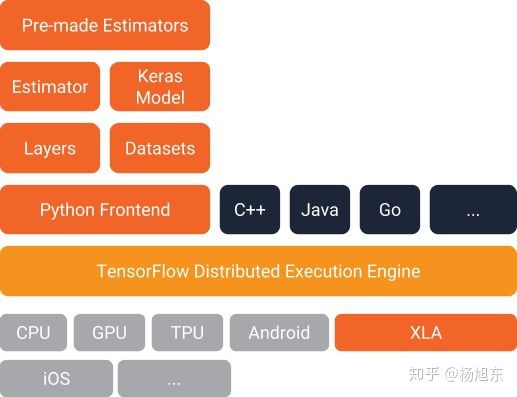 Pre-made Estimators
Estimator
Keras
Model
Layers
Datasets
Python Frontend
C++
Java
Go
...
TensorFlow Distributed Execution Engine
CPU
GPU
TPU
Android
XLA
iOS
...
知乎 @杨旭东